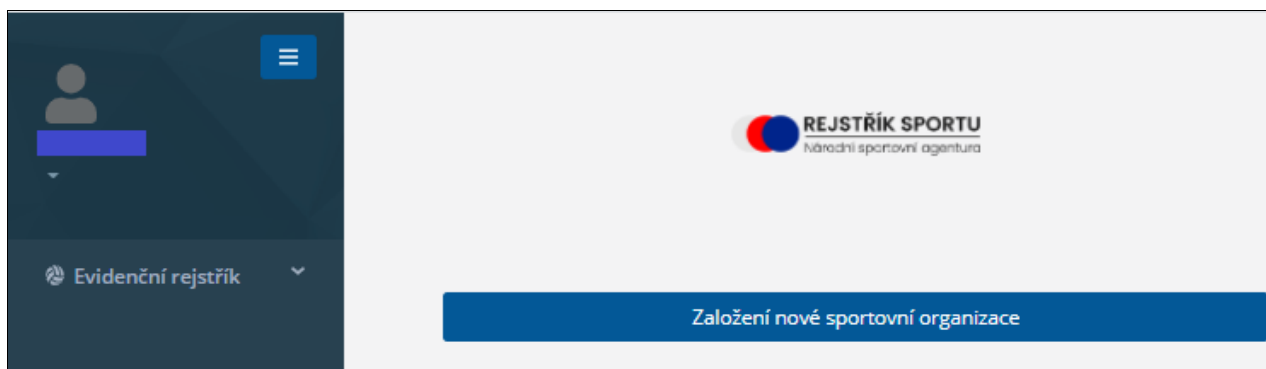 REJSTŘÍK SPORTU
Národní sportovní agentura
Evidenční rejstřík
Založení nové sportovní organizace